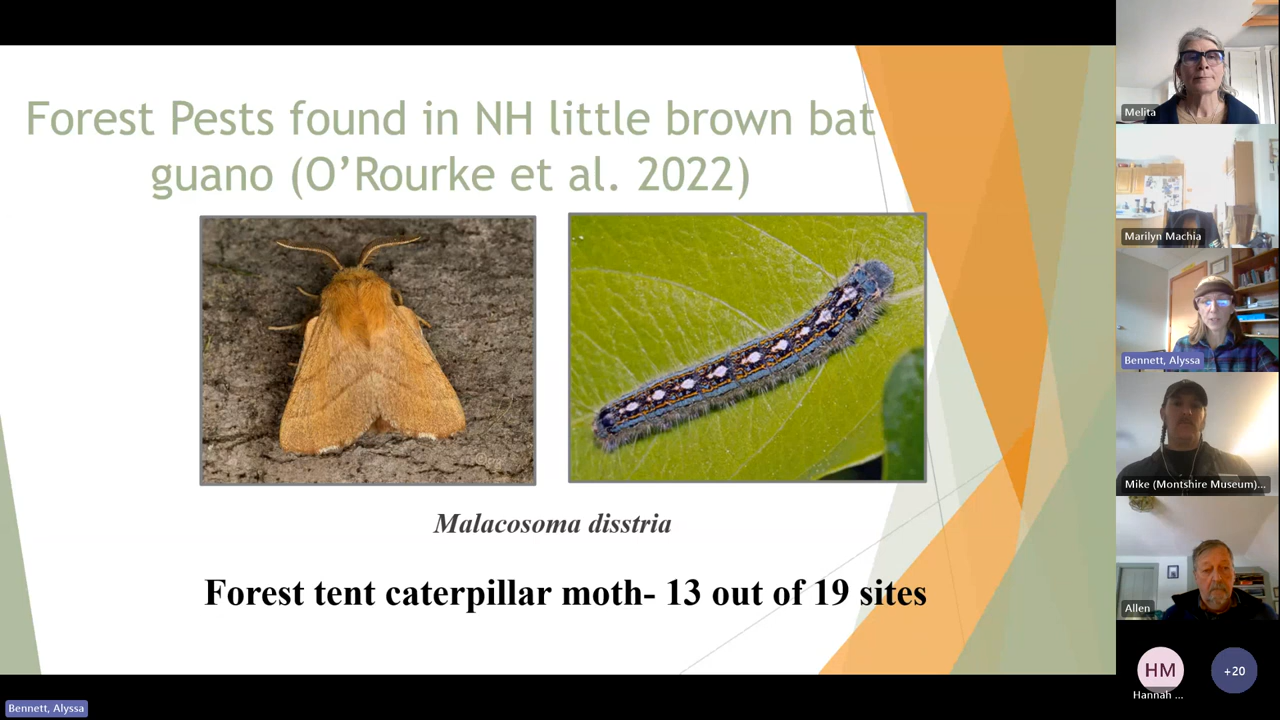 Forest Pests found in NH little brown bat
guano (O'Rourke et al. 2022)
Malacosoma disstria
Forest tent caterpillar moth- 13 out of 19 sites
Melita
Marilyn Machia
Bennett, Alyssa
Mike (Montshire Museum)...
Allen
HM
Hannah ...
+20
Bennett, Alyssa